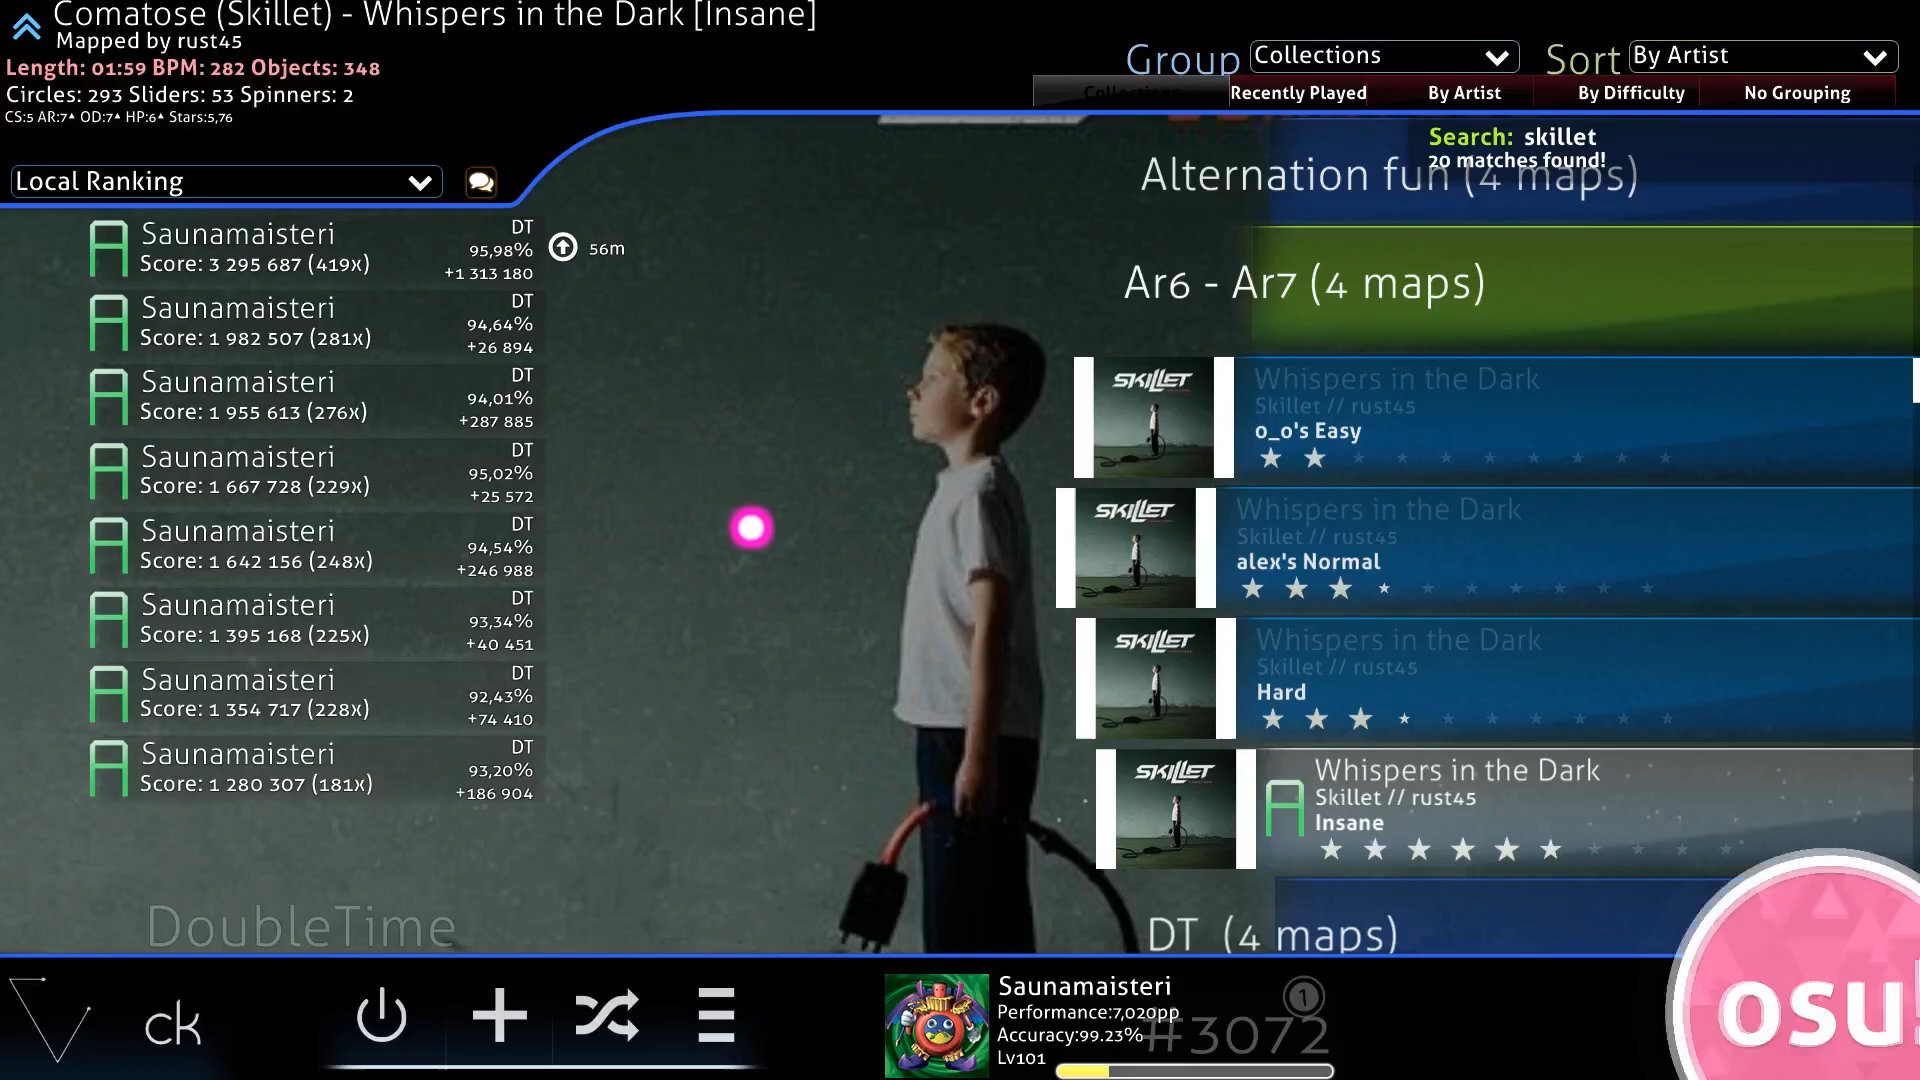 Comatose (Skillet) - Whispers in the Dark [Insane]
Mapped by rust45
Length: 01:59 BPM: 282 Objects: 348
Circles: 293 Sliders: 53 Spinners: 2
CS:5 AR:7▲ OD:7▲ HP:6▲ Stars:5,76
Group
Collections
Sort
By Artist
Collections
Recently Played
By Artist
By Difficulty
No Grouping
Search: skillet
20 matches found!
Local Ranking
Saunamaisteri
Score: 3 295 687 (419x)
DT
95,98%
+1 313 180
56m
Saunamaisteri
Score: 1 982 507 (281x)
DT
94,64%
+26 894
Saunamaisteri
Score: 1 955 613 (276x)
DT
94,01%
+287 885
Saunamaisteri
Score: 1 667 728 (229x)
DT
95,02%
+25 572
Saunamaisteri
Score: 1 642 156 (248x)
DT
94,54%
+246 988
Saunamaisteri
Score: 1 395 168 (225x)
DT
93,34%
+40 451
Saunamaisteri
Score: 1 354 717 (228x)
DT
92,43%
+74 410
Saunamaisteri
Score: 1 280 307 (181x)
DT
93,20%
+186 904
DoubleTime
Alternation fun (4 maps)
Ar6 - Ar7 (4 maps)
SKILLET
Whispers in the Dark
Skillet // rust45
o_o's Easy
SKILLET
Whispers in the Dark
Skillet // rust45
alex's Normal
SKILLET
Whispers in the Dark
Skillet // rust45
Hard
SKILLET
Whispers in the Dark
Skillet // rust45
Insane
DT (4 maps)
ck
Saunamaisteri
Performance:7,020pp
Accuracy:99.23%
Lv101
1
#3072
osu!